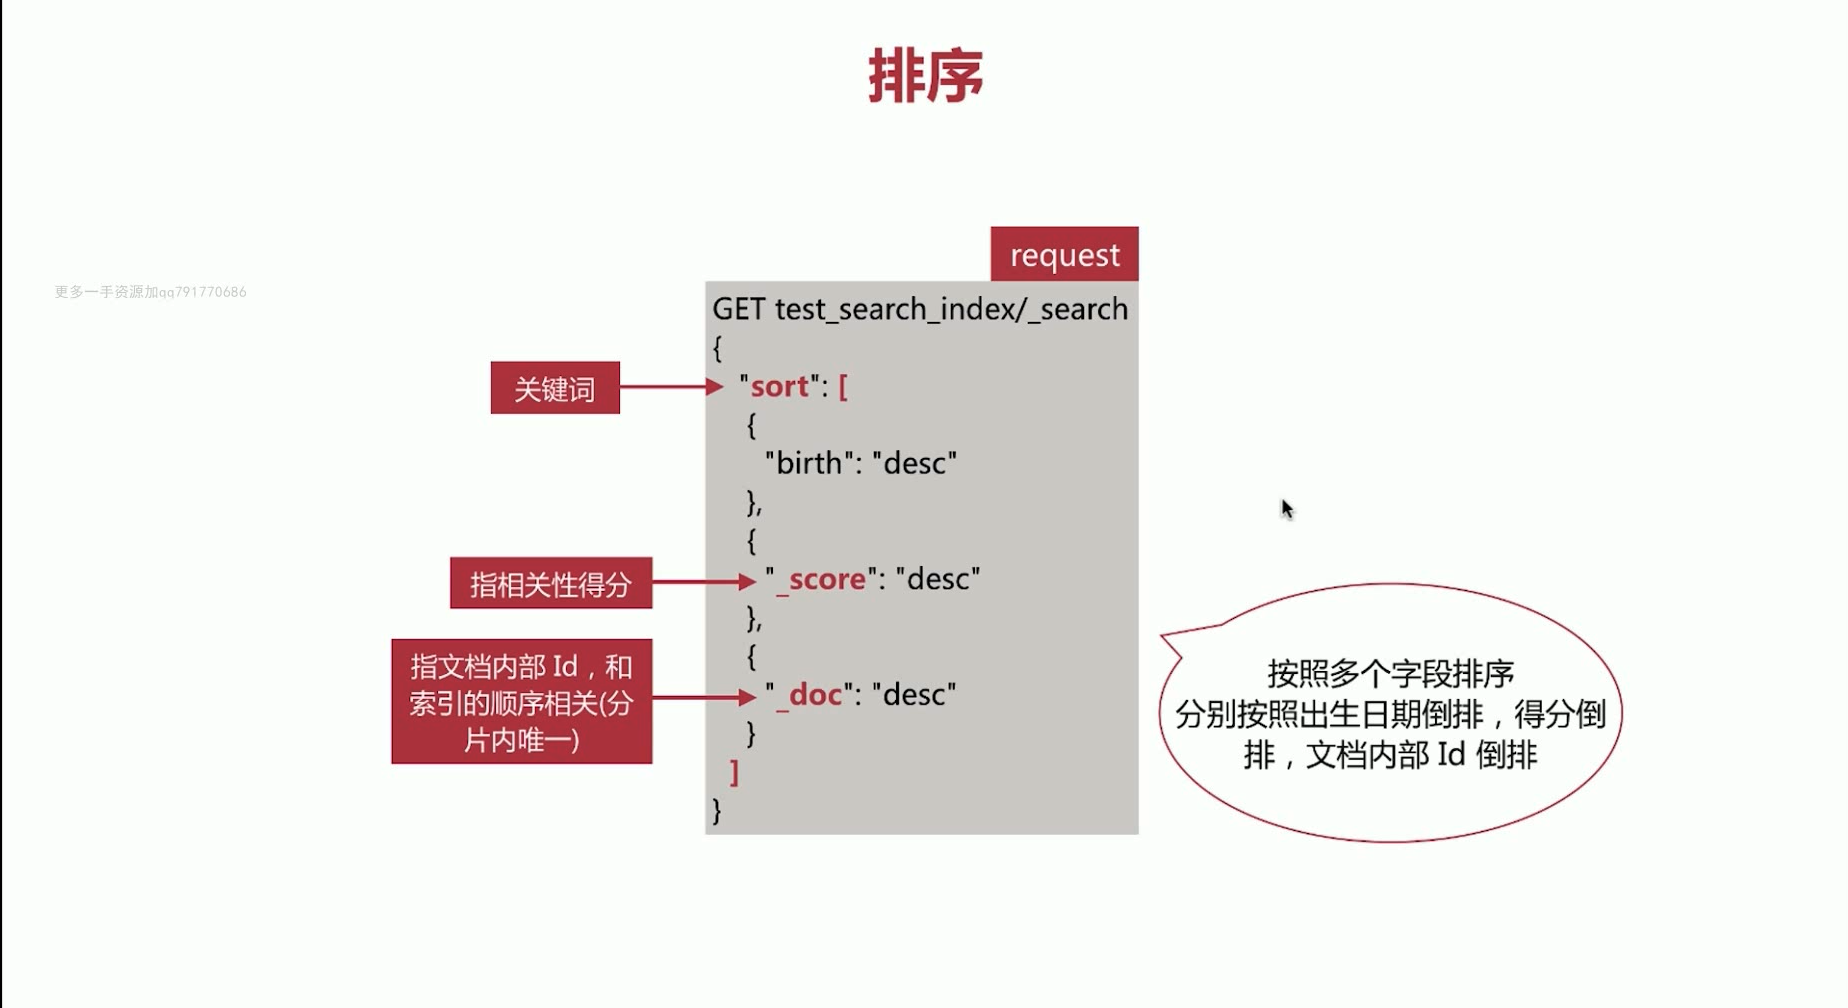 排序
更多一手资源加qq791770686
request
GET test_search_index/_search
{
关键词
"sort": [
{
"birth": "desc"
},
{
指相关性得分
"_score": "desc"
},
{
指文档内部 Id，和
索引的顺序相关(分
片内唯一)
"_doc": "desc"
}
]
}
按照多个字段排序
分别按照出生日期倒排，得分倒
排，文档内部 Id 倒排